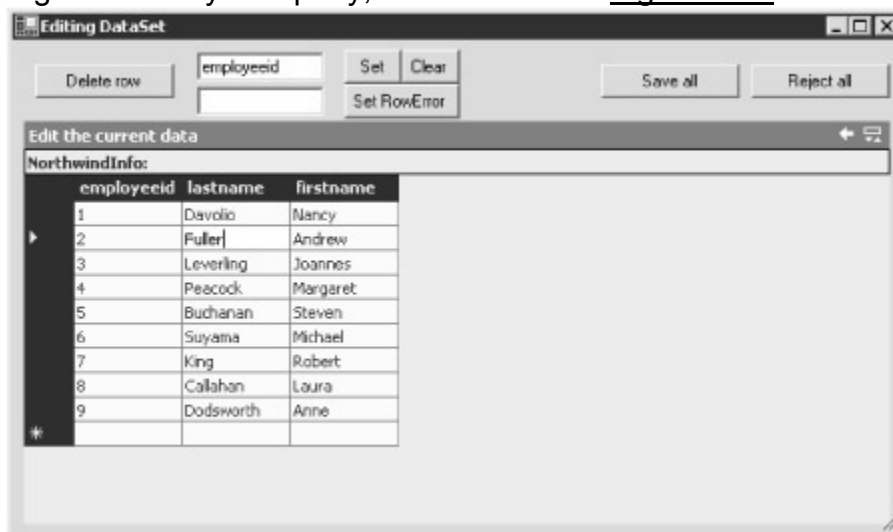 Editing DataSet
Delete row employeeid Set Clear Save all Reject all
Set RowError
Edit the current data
NorthwindInfo:
employeeid lastname firstname
1 Davolio Nancy
2 Fuller Andrew
3 Leverling Joannes
4 Peacock Margaret
5 Buchanan Steven
6 Suyama Michael
7 King Robert
8 Callahan Laura
9 Dodsworth Anne
*